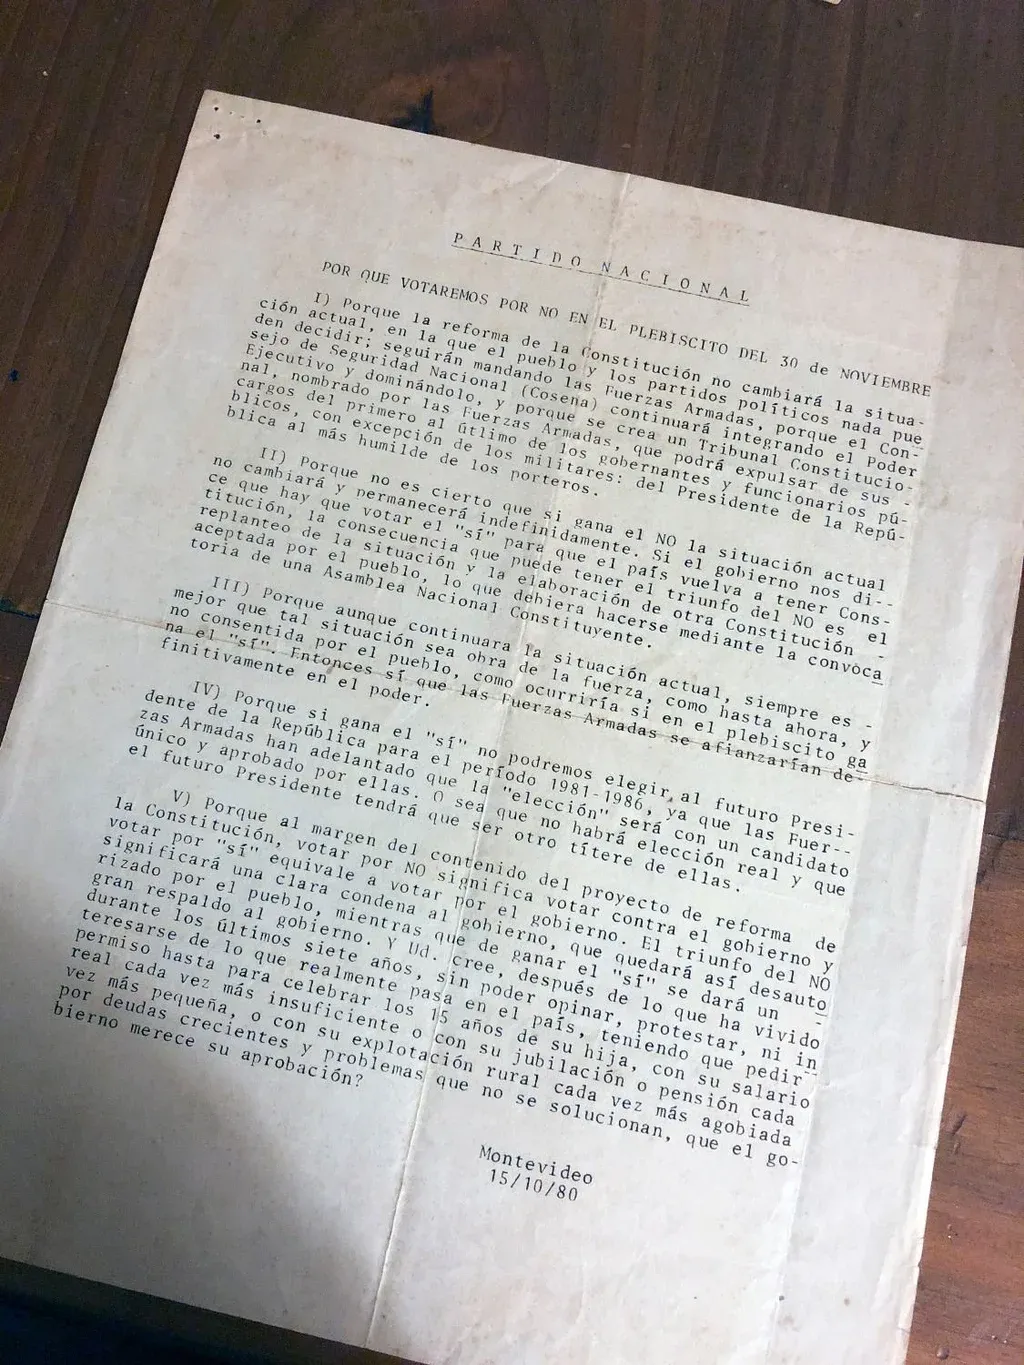 P A R T I D O   N A C I O N A L
POR QUE VOTAREMOS POR NO EN EL PLEBISCITO DEL 30 de NOVIEMBRE
I) Porque la reforma de la Constitución no cambiará la situa-
ción actual, en la que el pueblo y los partidos políticos nada pue
den decidir; seguirán mandando las Fuerzas Armadas, porque el Con-
sejo de Seguridad Nacional (Cosena) continuará integrando el Poder
Ejecutivo y dominándolo, y porque se crea un Tribunal Constitucio-
nal, nombrado por las Fuerzas Armadas, que podrá expulsar de sus -
cargos del primero al útlimo de los gobernantes y funcionarios pú-
blicos, con excepción de los militares: del Presidente de la Repú-
blica al más humilde de los porteros.
II) Porque no es cierto que si gana el NO la situación actual
no cambiará y permanecerá indefinidamente. Si el gobierno nos di--
ce que hay que votar el "sí" para que el país vuelva a tener Cons-
titución, la consecuencia que puede tener el triunfo del NO es el
replanteo de la situación y la elaboración de otra Constitución -
aceptada por el pueblo, lo que debiera hacerse mediante la convoca
toria de una Asamblea Nacional Constituyente.
III) Porque aunque continuara la situación actual, siempre es -
mejor que tal situación sea obra de la fuerza, como hasta ahora, y
no consentida por el pueblo, como ocurriría si en el plebiscito ga
na el "sí". Entonces sí que las Fuerzas Armadas se afianzarían de-
finitivamente en el poder.
IV) Porque si gana el "sí" no podremos elegir al futuro Presi-
dente de la República para el período 1981-1986, ya que las Fuer--
zas Armadas han adelantado que la "elección" será con un candidato
único y aprobado por ellas. O sea que no habrá elección real y que
el futuro Presidente tendrá que ser otro títere de ellas.
V) Porque al margen del contenido del proyecto de reforma de
la Constitución, votar por NO significa votar contra el gobierno y
votar por "sí" equivale a votar por el gobierno. El triunfo del NO
significará una clara condena al gobierno, que quedará así desauto
rizado por el pueblo, mientras que de ganar el "sí" se dará un -
gran respaldo al gobierno. Y Ud. cree, después de lo que ha vivido
durante los últimos siete años, sin poder opinar, protestar, ni in
teresarse de lo que realmente pasa en el país, teniendo que pedir
permiso hasta para celebrar los 15 años de su hija, con su salario
real cada vez más insuficiente o con su jubilación o pensión cada
vez más pequeña, o con su explotación rural cada vez más agobiada
por deudas crecientes y problemas que no se solucionan, que el go-
bierno merece su aprobación?
Montevideo
15/10/80